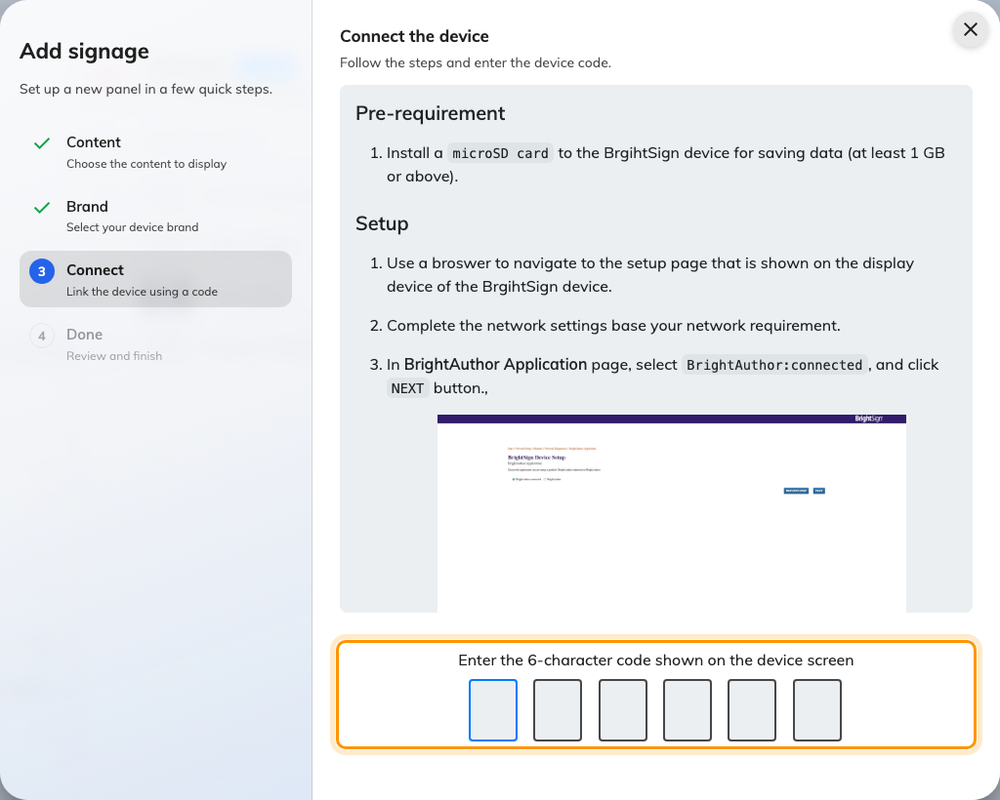 Add signage
Set up a new panel in a few quick steps.
Content
Choose the content to display
Brand
Select your device brand
3
Connect
Link the device using a code
4
Done
Review and finish
Connect the device
Follow the steps and enter the device code.
Pre-requirement
1. Install a microSD card to the BrgihtSign device for saving data (at least 1 GB
or above).
Setup
1. Use a broswer to navigate to the setup page that is shown on the display
device of the BrgihtSign device.
2. Complete the network settings base your network requirement.
3. In BrightAuthor Application page, select BrightAuthor:connected, and click
NEXT button.,
BrightSign
BrightSign Device Setup
Enter the 6-character code shown on the device screen